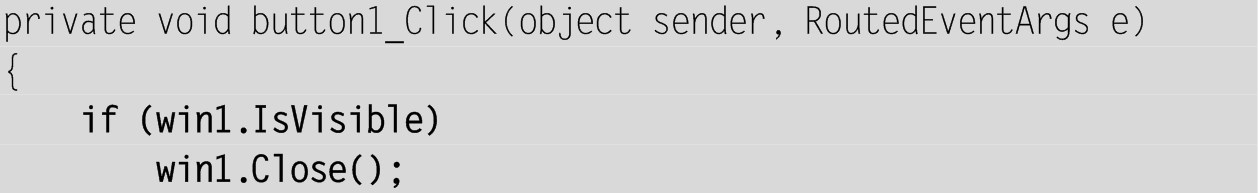 private void button1_Click(object sender, RoutedEventArgs e)
{
    if (win1.IsVisible)
        win1.Close();